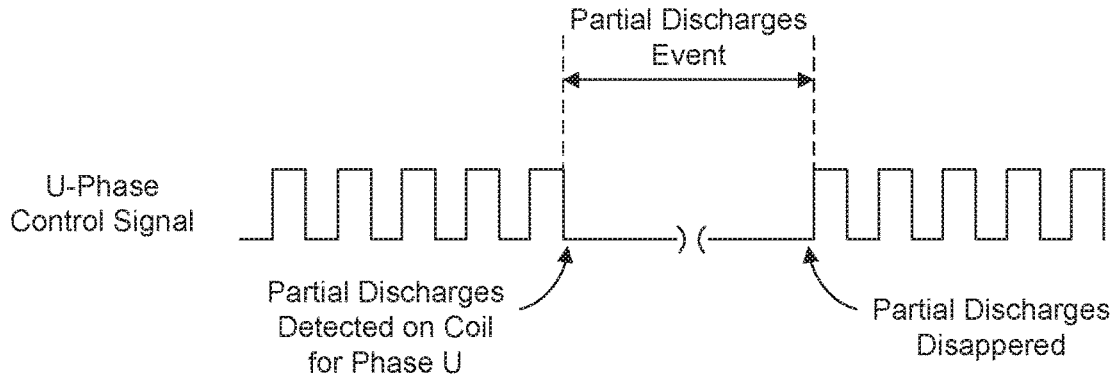 Partial Discharges
Event
U-Phase
Control Signal
Partial Discharges
Detected on Coil
for Phase U
Partial Discharges
Disappered